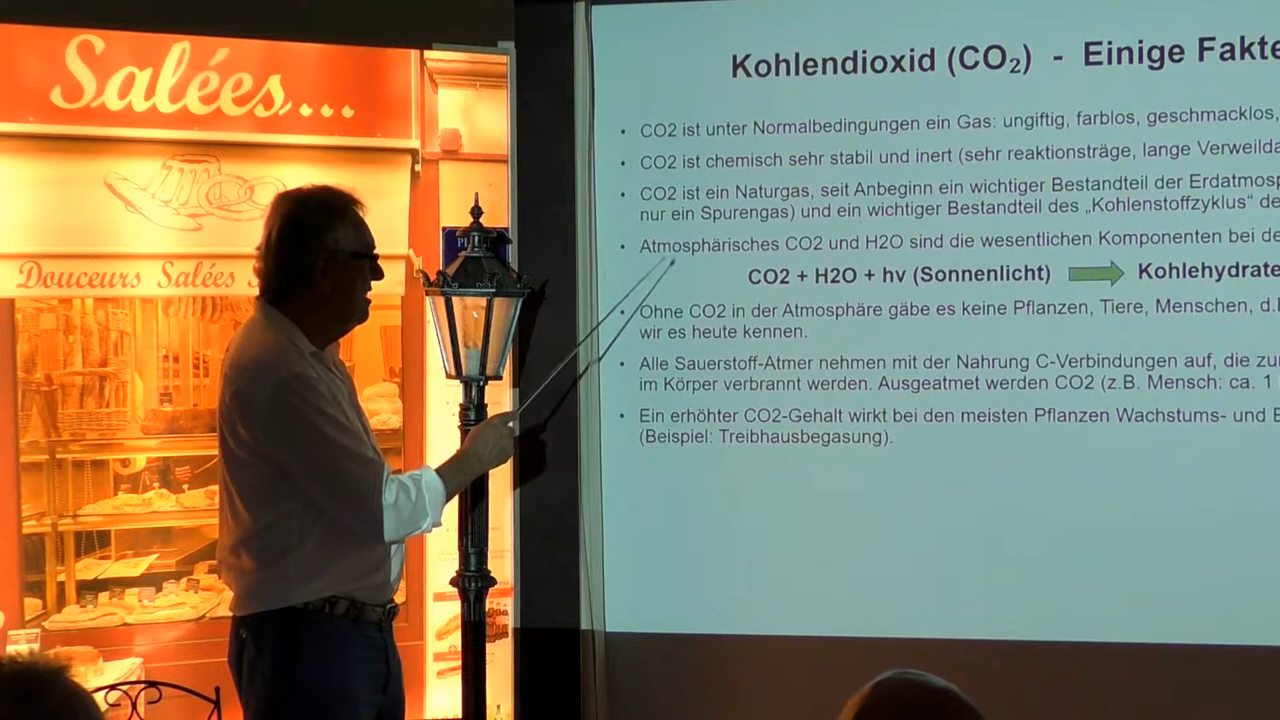 Salées...
Douceurs Salées
Kohlendioxid (CO₂) - Einige Fakte
• CO2 ist unter Normalbedingungen ein Gas: ungiftig, farblos, geschmacklos,
• CO2 ist chemisch sehr stabil und inert (sehr reaktionsträge, lange Verweilda
• CO2 ist ein Naturgas, seit Anbeginn ein wichtiger Bestandteil der Erdatmosp
nur ein Spurengas) und ein wichtiger Bestandteil des „Kohlenstoffzyklus“ de
• Atmosphärisches CO2 und H2O sind die wesentlichen Komponenten bei de
CO2 + H2O + hv (Sonnenlicht) Kohlehydrate
• Ohne CO2 in der Atmosphäre gäbe es keine Pflanzen, Tiere, Menschen, d.h
wir es heute kennen.
• Alle Sauerstoff-Atmer nehmen mit der Nahrung C-Verbindungen auf, die zu
im Körper verbrannt werden. Ausgeatmet werden CO2 (z.B. Mensch: ca. 1
• Ein erhöhter CO2-Gehalt wirkt bei den meisten Pflanzen Wachstums- und E
(Beispiel: Treibhausbegasung).